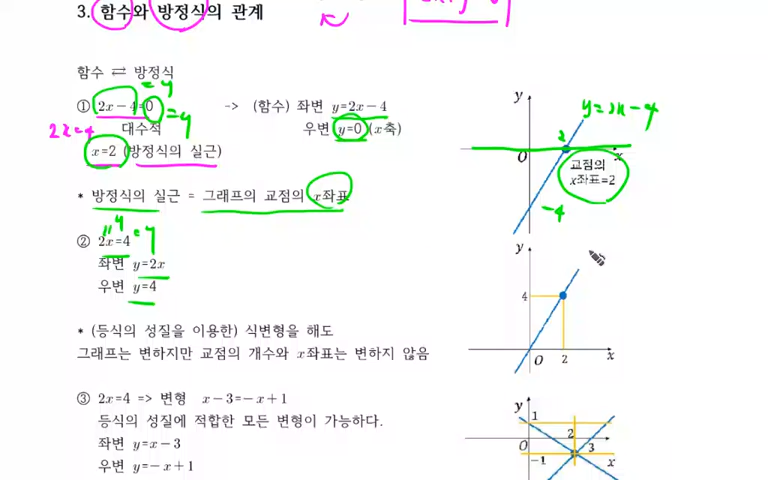 3. 함수와 방정식의 관계
함수 ⇄ 방정식
= y
① 2x－4=0 -> (함수) 좌변 y=2x－4
= y
2x=4 대수적 우변 y=0 (x축)
x=2 (방정식의 실근)
* 방정식의 실근 = 그래프의 교점의 x좌표
y = y
② 2x=4
좌변 y=2x
우변 y=4
* (등식의 성질을 이용한) 식변형을 해도
그래프는 변하지만 교점의 개수와 x좌표는 변하지 않음
③ 2x=4 => 변형 x－3=－x＋1
등식의 성질에 적합한 모든 변형이 가능하다.
좌변 y=x－3
우변 y=－x＋1
y
y=2x-4
2
O x
교점의
x좌표=2
-4
y
4
O 2 x
y
1
2
O 3
-1 x